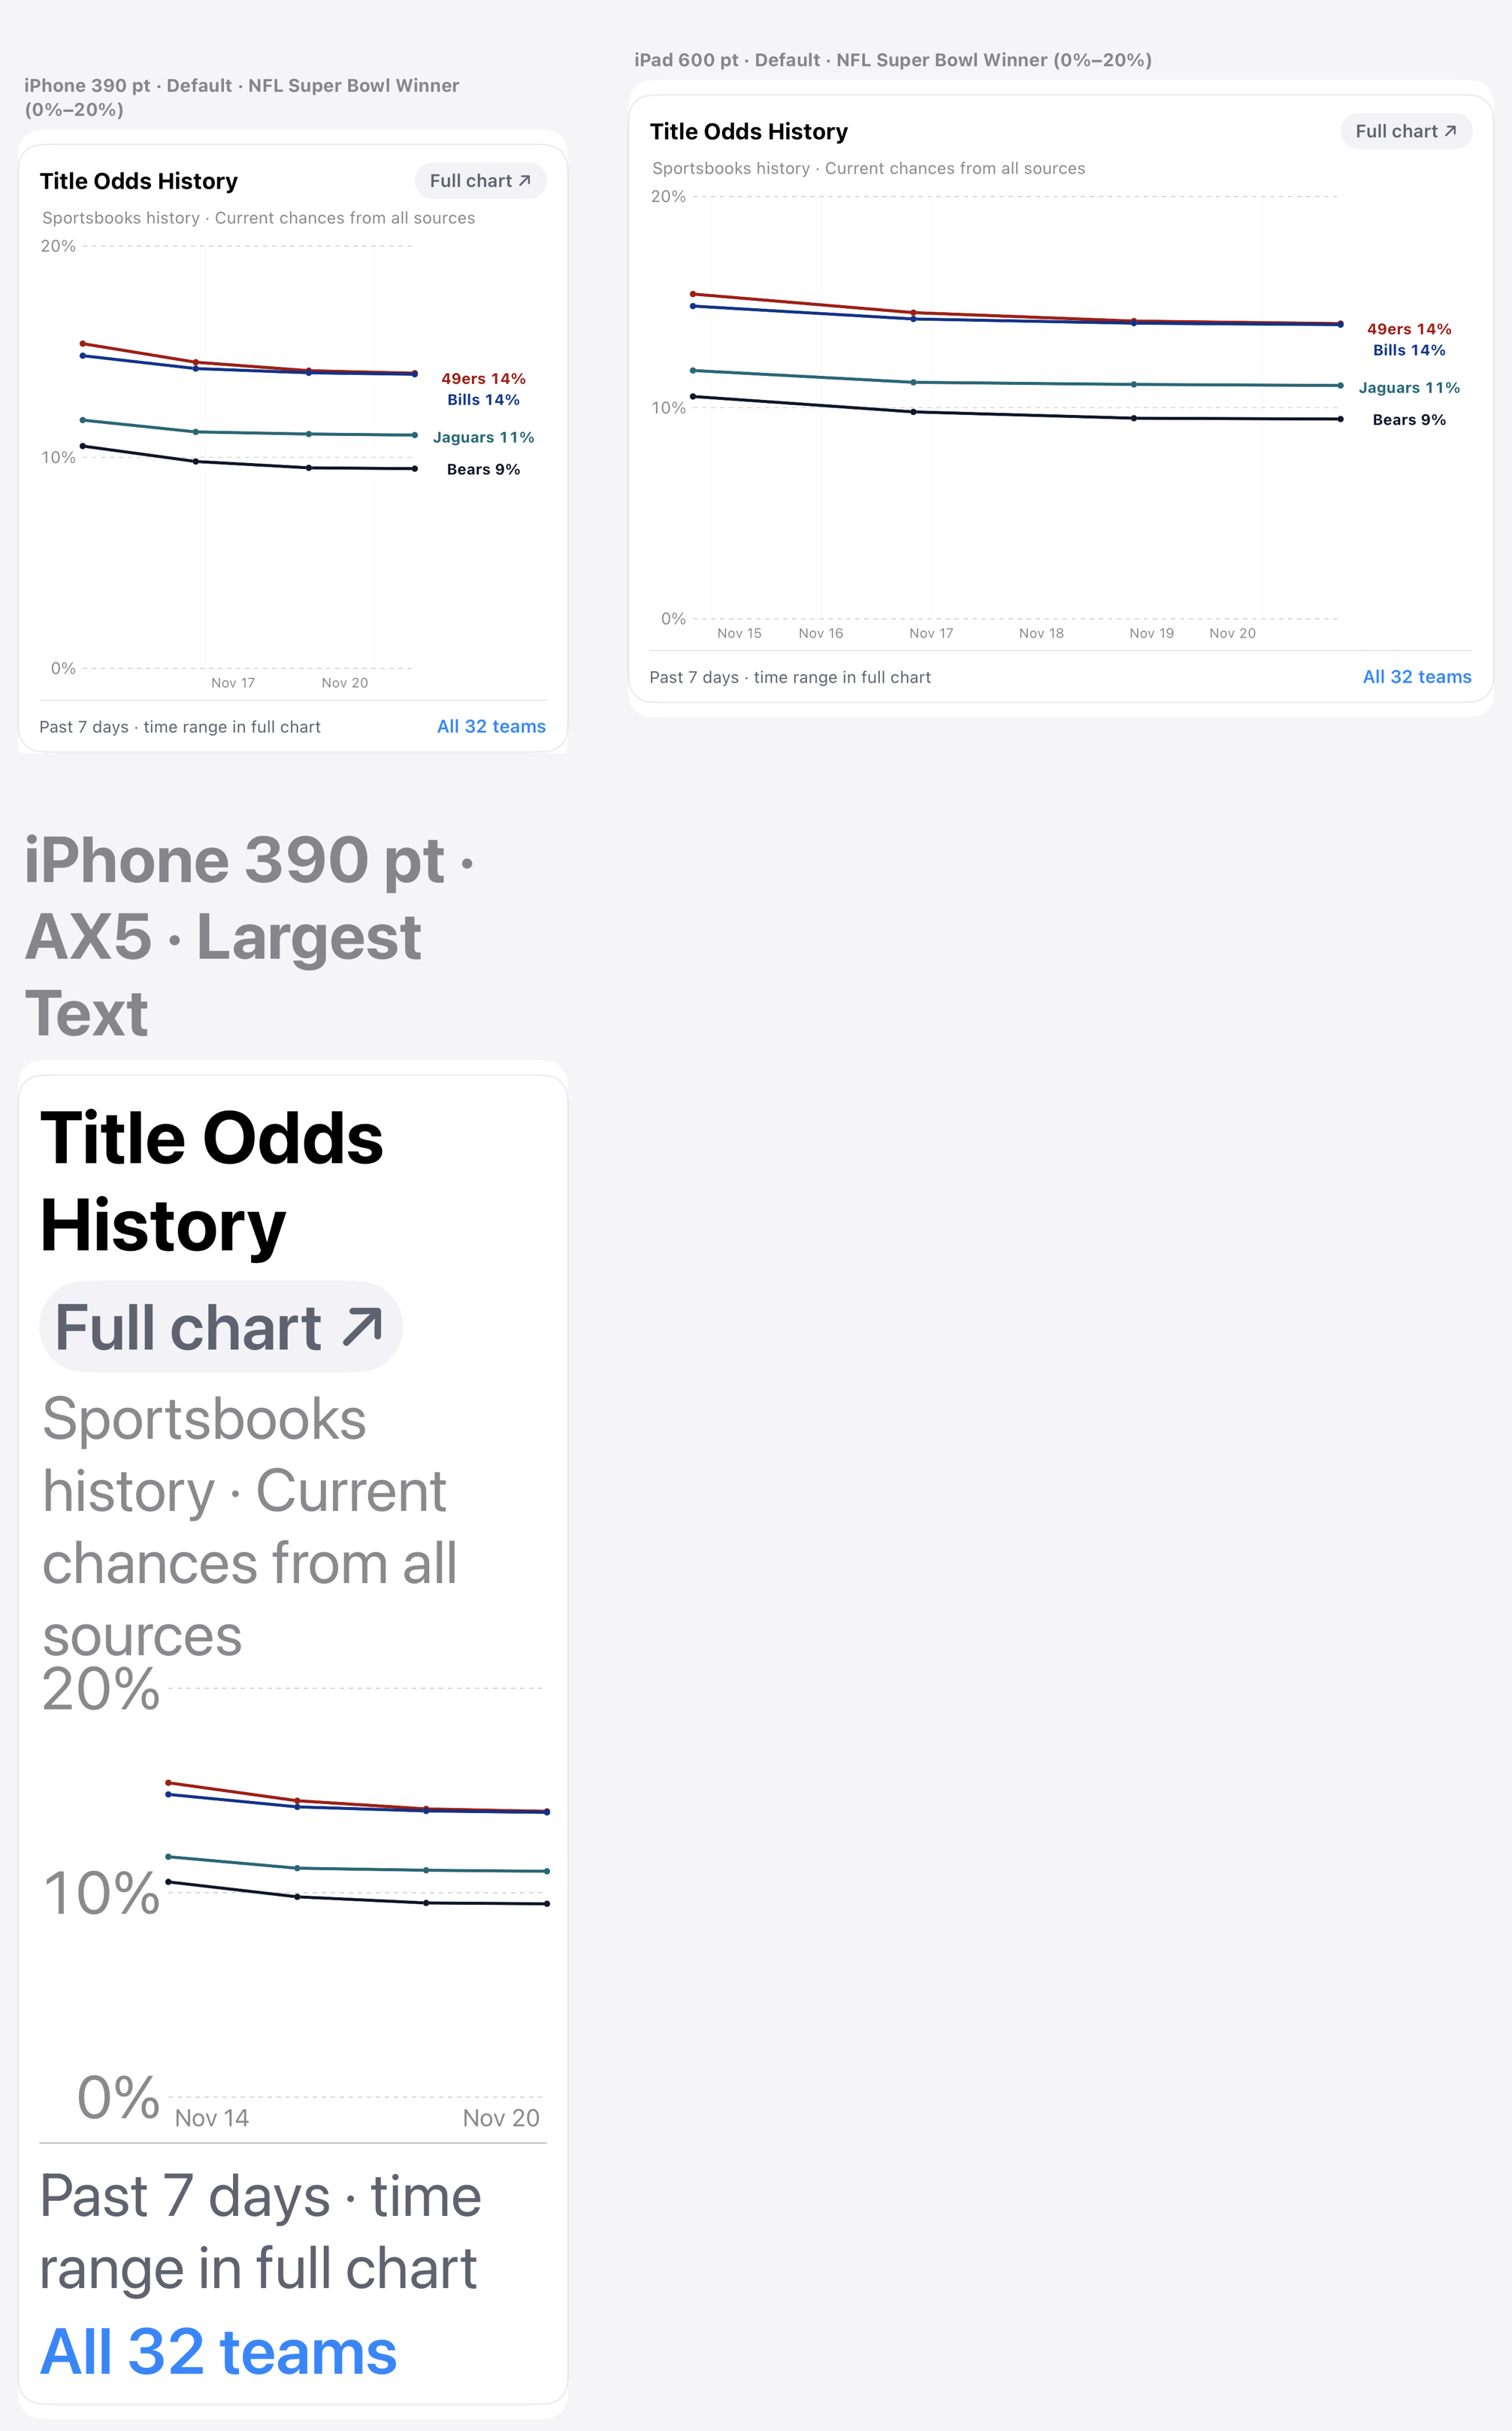 iPhone 390 pt · Default · NFL Super Bowl Winner
(0%–20%)
Title Odds History
Full chart ↗
Sportsbooks history · Current chances from all sources
20%
49ers 14%
Bills 14%
Jaguars 11%
10%
Bears 9%
0%
Nov 17 Nov 20
Past 7 days · time range in full chart
All 32 teams
iPad 600 pt · Default · NFL Super Bowl Winner (0%–20%)
Title Odds History
Full chart ↗
Sportsbooks history · Current chances from all sources
20%
49ers 14%
Bills 14%
Jaguars 11%
10%
Bears 9%
0%
Nov 15 Nov 16 Nov 17 Nov 18 Nov 19 Nov 20
Past 7 days · time range in full chart
All 32 teams
iPhone 390 pt ·
AX5 · Largest
Text
Title Odds
History
Full chart ↗
Sportsbooks
history · Current
chances from all
sources
20%
10%
0%
Nov 14 Nov 20
Past 7 days · time
range in full chart
All 32 teams